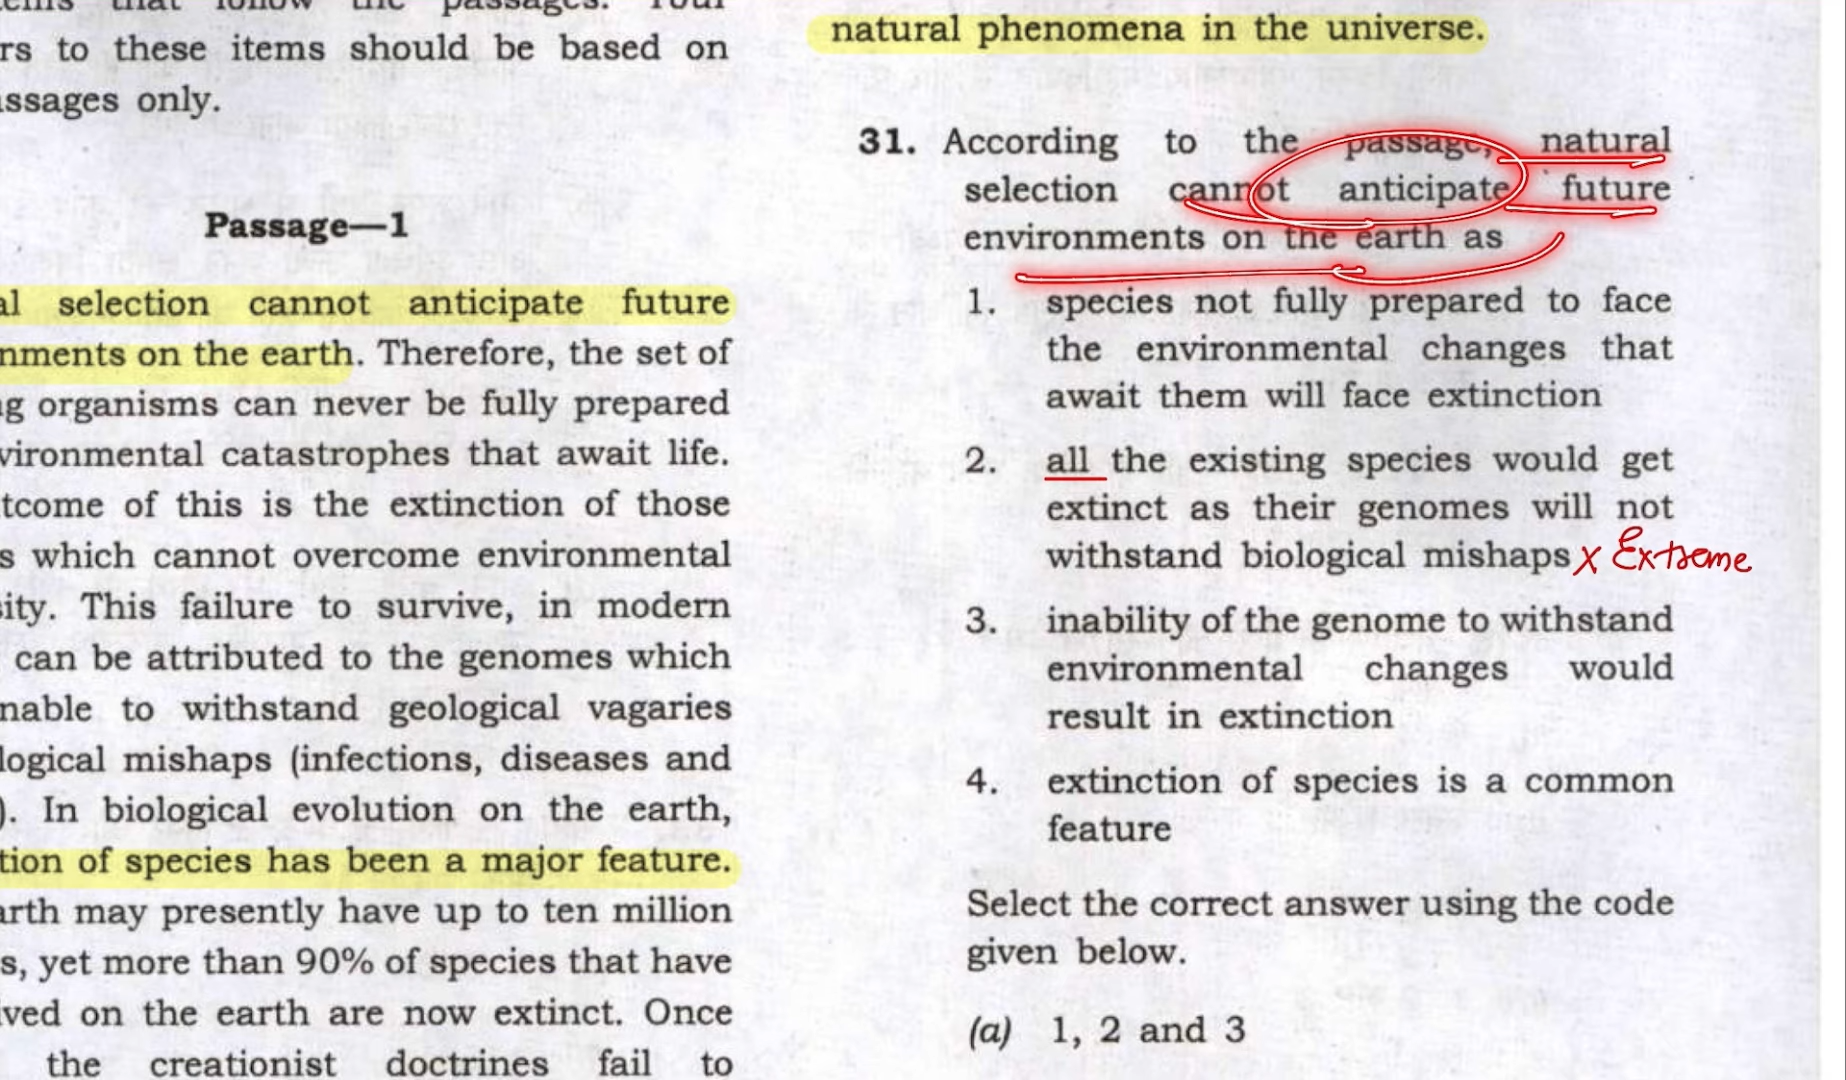 that follow the passages. Your
rs to these items should be based on
ssages only.
Passage—1
al selection cannot anticipate future
nments on the earth. Therefore, the set of
g organisms can never be fully prepared
vironmental catastrophes that await life.
tcome of this is the extinction of those
s which cannot overcome environmental
sity. This failure to survive, in modern
can be attributed to the genomes which
nable to withstand geological vagaries
logical mishaps (infections, diseases and
). In biological evolution on the earth,
tion of species has been a major feature.
arth may presently have up to ten million
s, yet more than 90% of species that have
ved on the earth are now extinct. Once
the creationist doctrines fail to
natural phenomena in the universe.
31. According to the passage, natural
selection cannot anticipate future
environments on the earth as
1. species not fully prepared to face
the environmental changes that
await them will face extinction
2. all the existing species would get
extinct as their genomes will not
withstand biological mishaps x Extreme
3. inability of the genome to withstand
environmental changes would
result in extinction
4. extinction of species is a common
feature
Select the correct answer using the code
given below.
(a) 1, 2 and 3